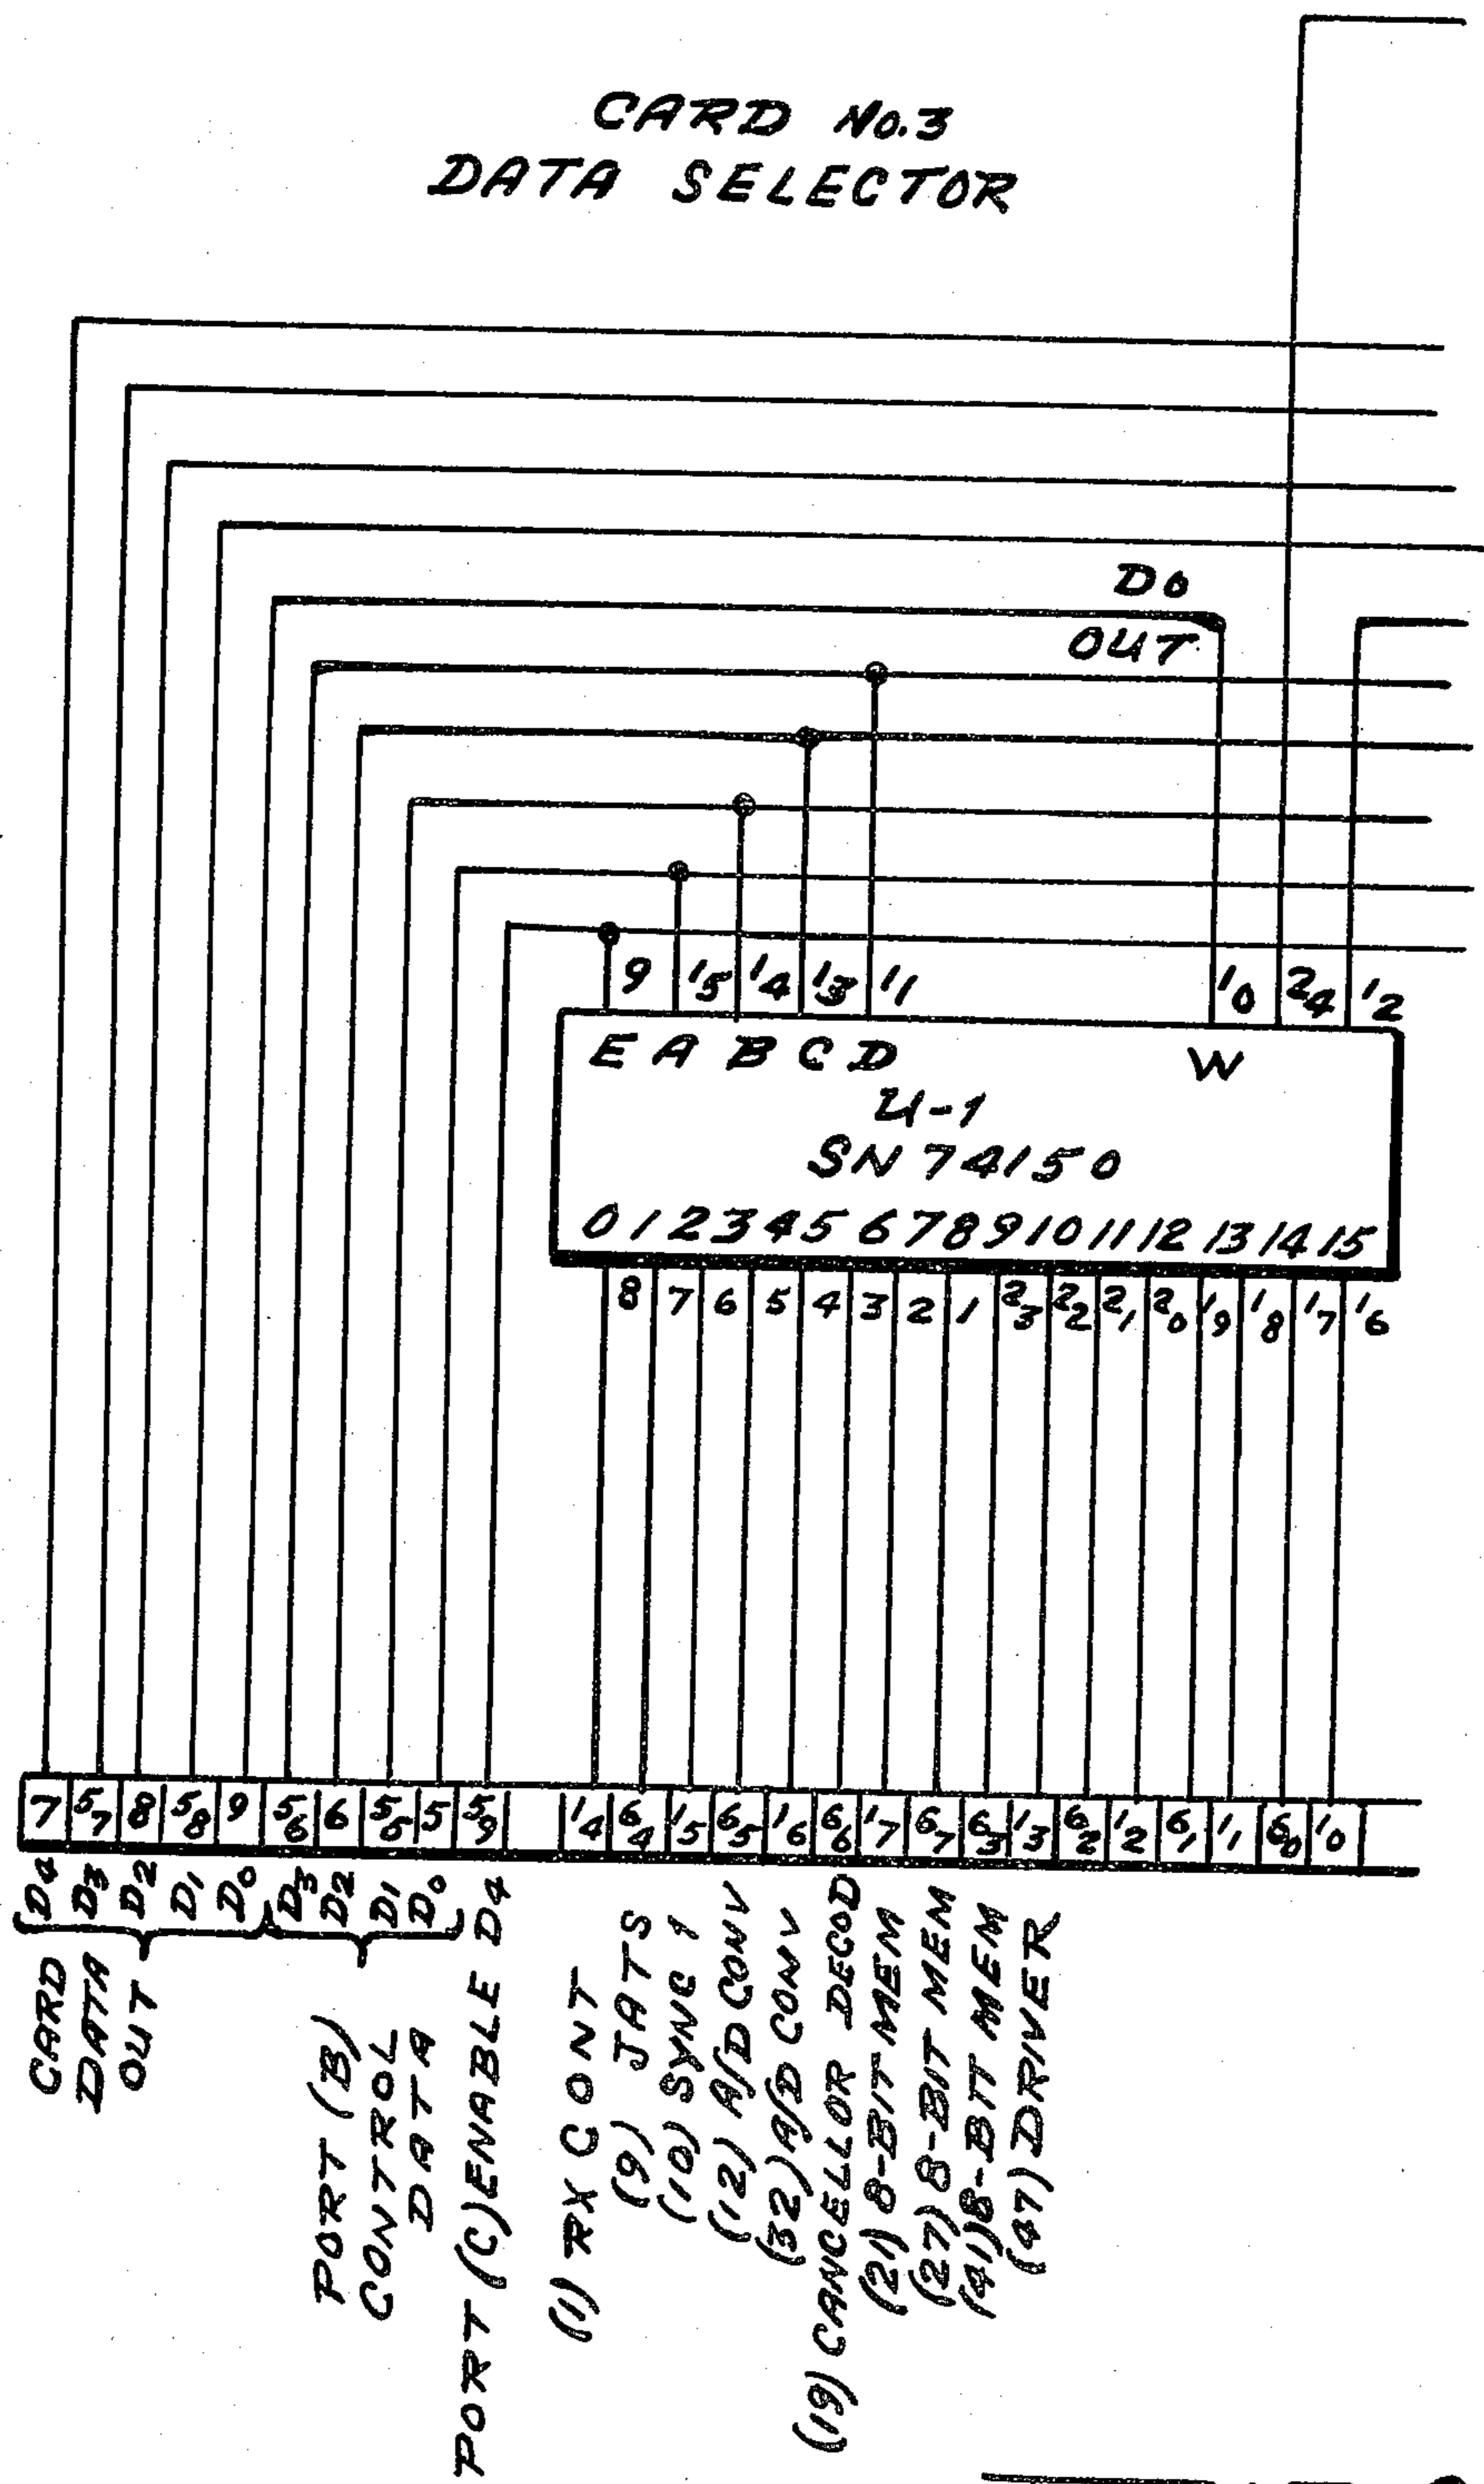 CARD No.3
DATA SELECTOR
D0
OUT
9 15 14 13 11 10 24 12
E A B C D W
U-1
SN 74150
0 1 2 3 4 5 6 7 8 9 10 11 12 13 14 15
8 7 6 5 4 3 2 1 23 22 21 20 19 18 17 16
7 57 8 58 9 56 6 55 5 59 14 64 15 65 16 66 17 67 63 13 62 12 61 11 60 10
D4 D3 D2 D1 D0 D3 D2 D1 D0
CARD
DATA
OUT
PORT (B)
CONTROL
DATA
PORT (C) ENABLE D4
(1) RX CONT
(9) JATS
(10) SYNC 1
(12) A/D CONV
(32) A/D CONV
(19) CANCELLOR DECOD
(21) 8-BIT MEM
(27) 8-BIT MEM
(41) 8-BIT MEM
(47) DRIVER